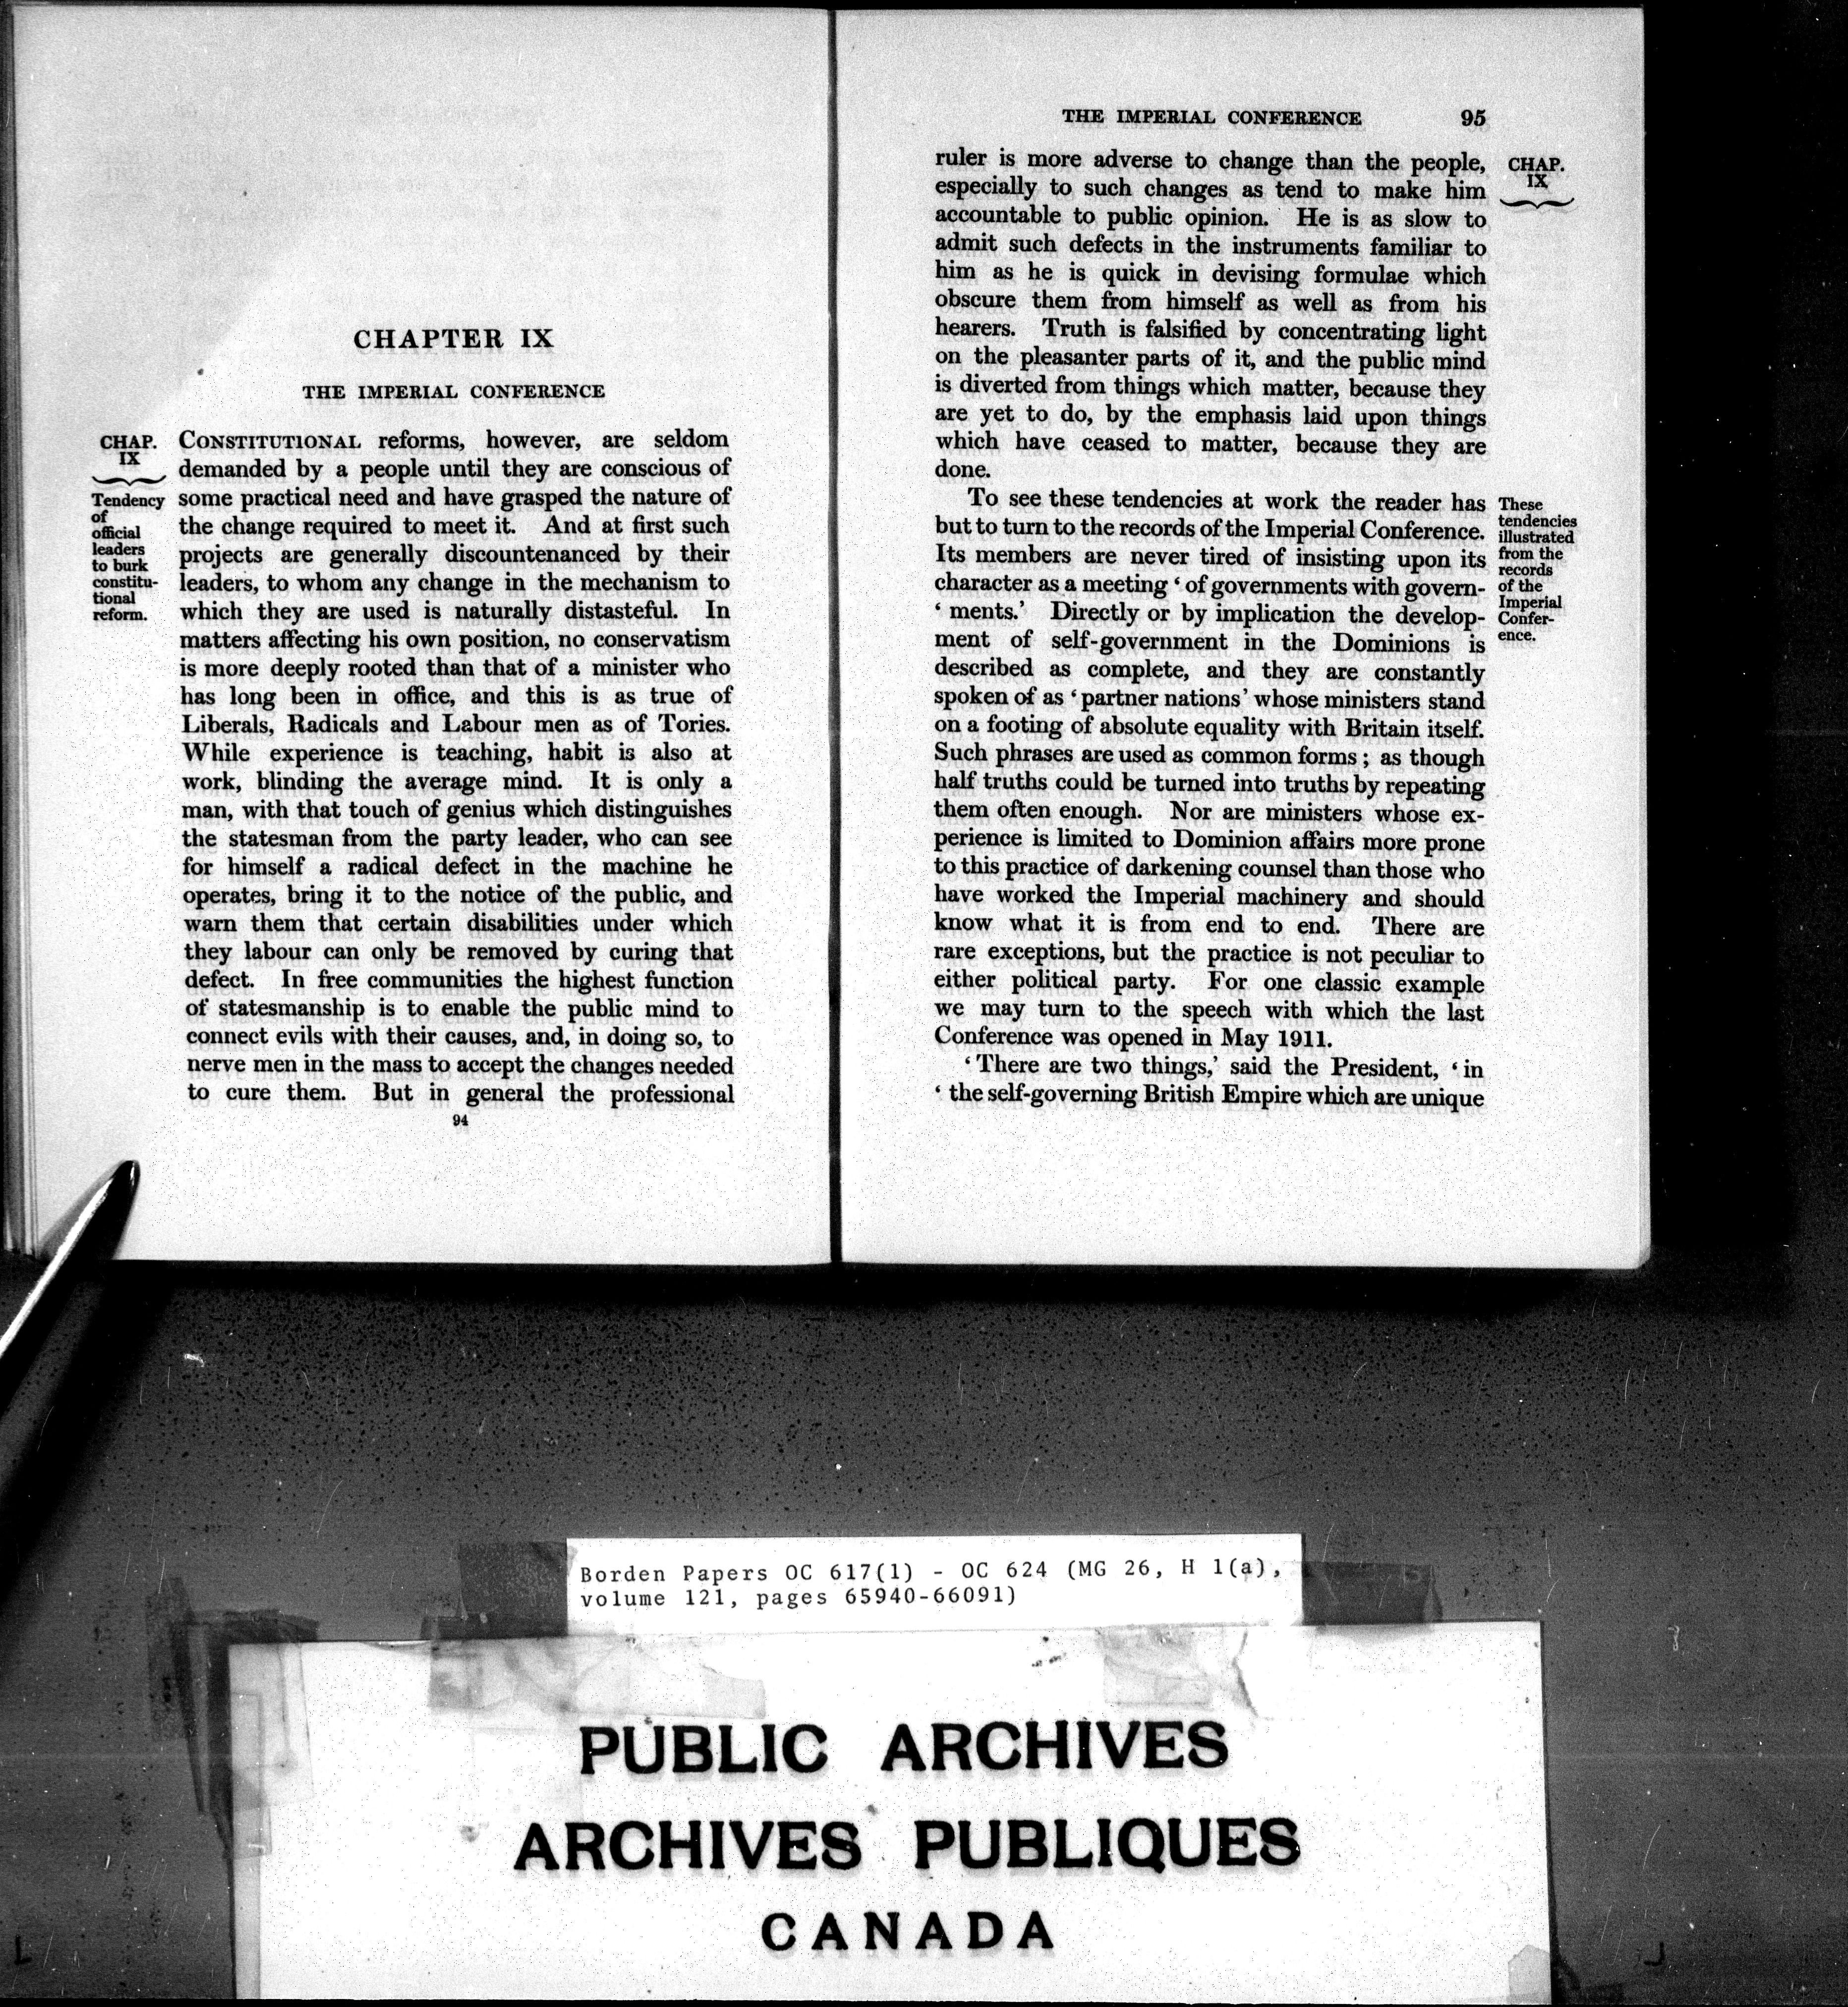 CHAPTER IX
THE IMPERIAL CONFERENCE
CHAP.
IX
Tendency
of
official
leaders
to burk
constitu-
tional
reform.
CONSTITUTIONAL reforms, however, are seldom
demanded by a people until they are conscious of
some practical need and have grasped the nature of
the change required to meet it. And at first such
projects are generally discountenanced by their
leaders, to whom any change in the mechanism to
which they are used is naturally distasteful. In
matters affecting his own position, no conservatism
is more deeply rooted than that of a minister who
has long been in office, and this is as true of
Liberals, Radicals and Labour men as of Tories.
While experience is teaching, habit is also at
work, blinding the average mind. It is only a
man, with that touch of genius which distinguishes
the statesman from the party leader, who can see
for himself a radical defect in the machine he
operates, bring it to the notice of the public, and
warn them that certain disabilities under which
they labour can only be removed by curing that
defect. In free communities the highest function
of statesmanship is to enable the public mind to
connect evils with their causes, and, in doing so, to
nerve men in the mass to accept the changes needed
to cure them. But in general the professional
94
THE IMPERIAL CONFERENCE 95
CHAP.
IX
ruler is more adverse to change than the people,
especially to such changes as tend to make him
accountable to public opinion. He is as slow to
admit such defects in the instruments familiar to
him as he is quick in devising formulae which
obscure them from himself as well as from his
hearers. Truth is falsified by concentrating light
on the pleasanter parts of it, and the public mind
is diverted from things which matter, because they
are yet to do, by the emphasis laid upon things
which have ceased to matter, because they are
done.
These
tendencies
illustrated
from the
records
of the
Imperial
Confer-
ence.
To see these tendencies at work the reader has
but to turn to the records of the Imperial Conference.
Its members are never tired of insisting upon its
character as a meeting ‘ of governments with govern-
‘ ments.’ Directly or by implication the develop-
ment of self-government in the Dominions is
described as complete, and they are constantly
spoken of as ‘ partner nations ’ whose ministers stand
on a footing of absolute equality with Britain itself.
Such phrases are used as common forms ; as though
half truths could be turned into truths by repeating
them often enough. Nor are ministers whose ex-
perience is limited to Dominion affairs more prone
to this practice of darkening counsel than those who
have worked the Imperial machinery and should
know what it is from end to end. There are
rare exceptions, but the practice is not peculiar to
either political party. For one classic example
we may turn to the speech with which the last
Conference was opened in May 1911.
‘ There are two things,’ said the President, ‘ in
‘ the self-governing British Empire which are unique
Borden Papers OC 617(1) - OC 624 (MG 26, H 1(a),
volume 121, pages 65940-66091)
PUBLIC ARCHIVES
ARCHIVES PUBLIQUES
CANADA